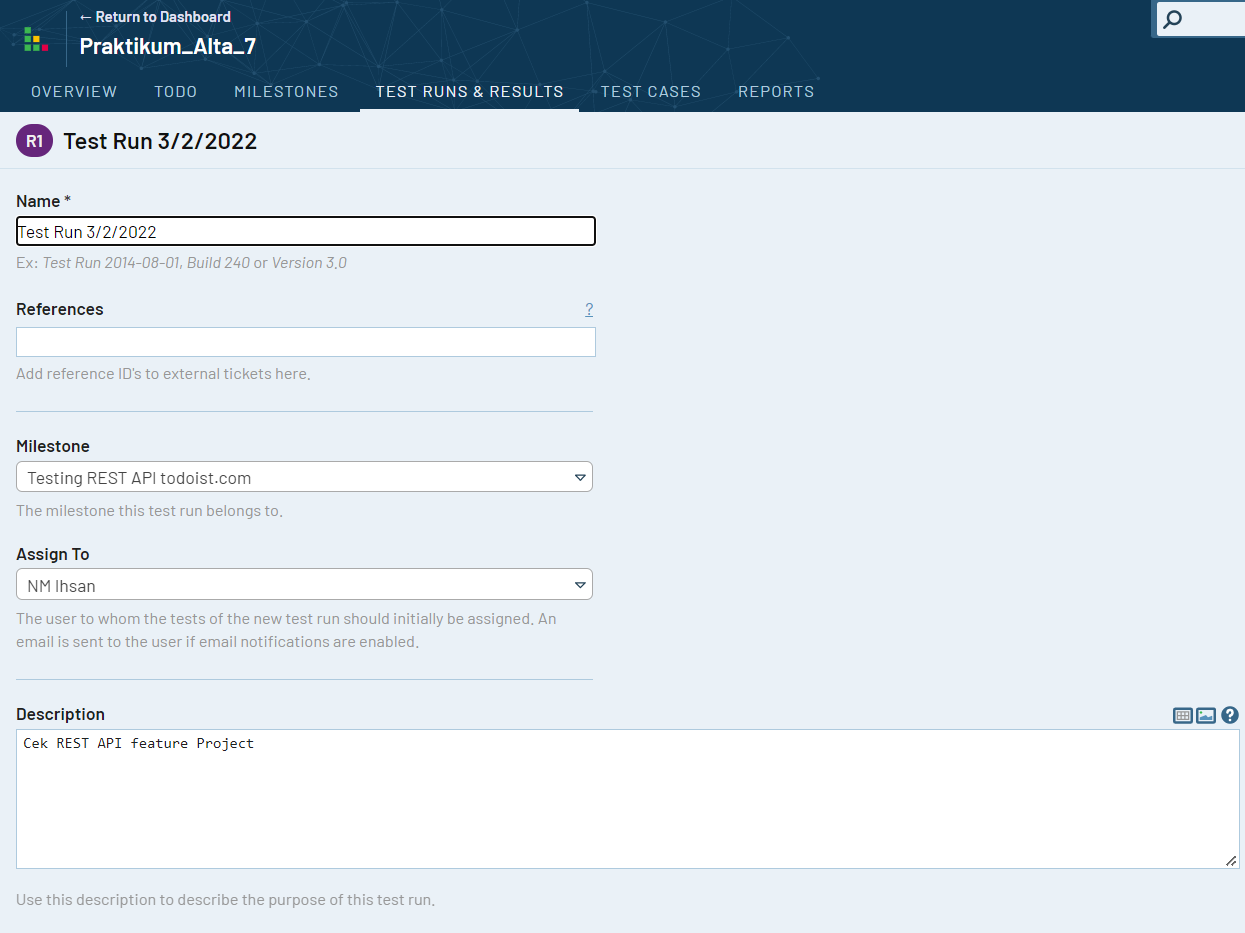 ← Return to Dashboard
Praktikum_Alta_7
OVERVIEW TODO MILESTONES TEST RUNS & RESULTS TEST CASES REPORTS
R1 Test Run 3/2/2022
Name *
Test Run 3/2/2022
Ex: Test Run 2014-08-01, Build 240 or Version 3.0
References ?
Add reference ID's to external tickets here.
Milestone
Testing REST API todoist.com
The milestone this test run belongs to.
Assign To
NM Ihsan
The user to whom the tests of the new test run should initially be assigned. An
email is sent to the user if email notifications are enabled.
Description ?
Cek REST API feature Project
Use this description to describe the purpose of this test run.